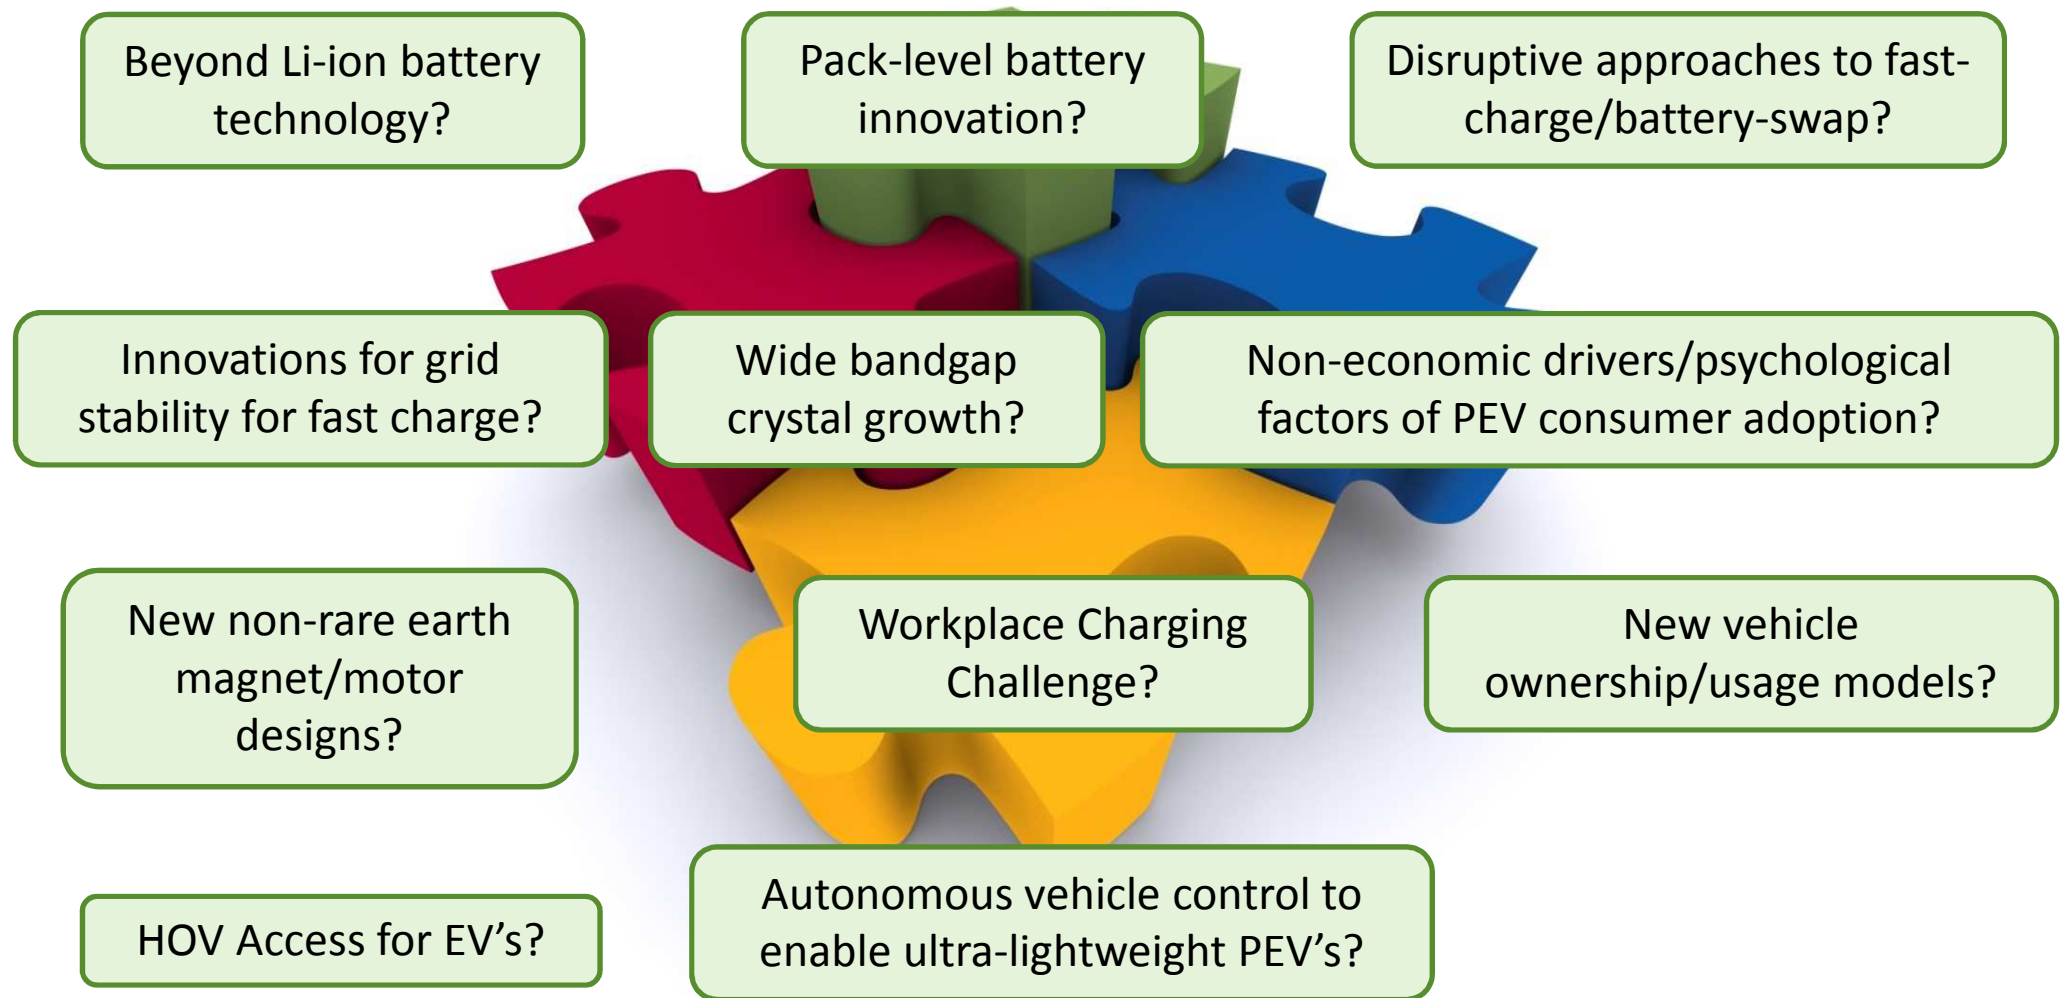 Beyond Li-ion battery
technology?
Pack-level battery
innovation?
Disruptive approaches to fast-
charge/battery-swap?
Innovations for grid
stability for fast charge?
Wide bandgap
crystal growth?
Non-economic drivers/psychological
factors of PEV consumer adoption?
New non-rare earth
magnet/motor
designs?
Workplace Charging
Challenge?
New vehicle
ownership/usage models?
HOV Access for EV’s?
Autonomous vehicle control to
enable ultra-lightweight PEV’s?